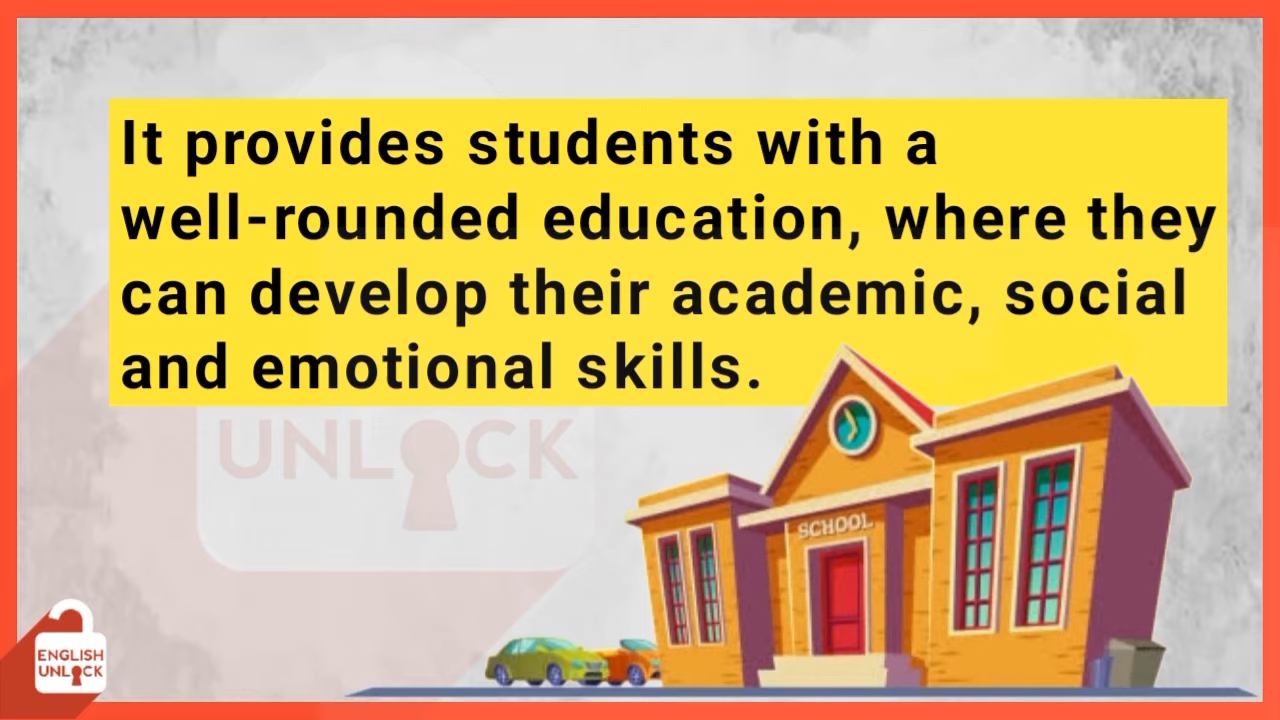 It provides students with a
well-rounded education, where they
can develop their academic, social
and emotional skills.
UNLOCK
SCHOOL
ENGLISH
UNLOCK